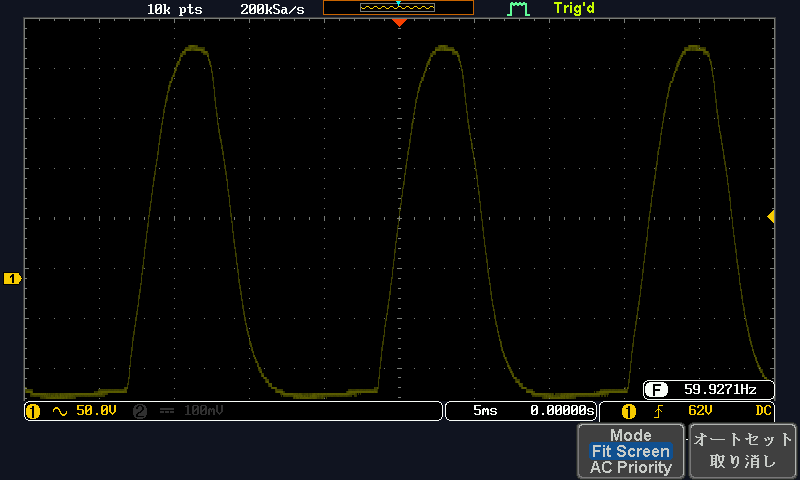 10k pts 200kSa/s Trig'd
1
F 59.9271Hz
1 50.0V 2 100mV 5ms 0.00000s 1 62V DC
Mode
Fit Screen
AC Priority
オートセット
取り消し